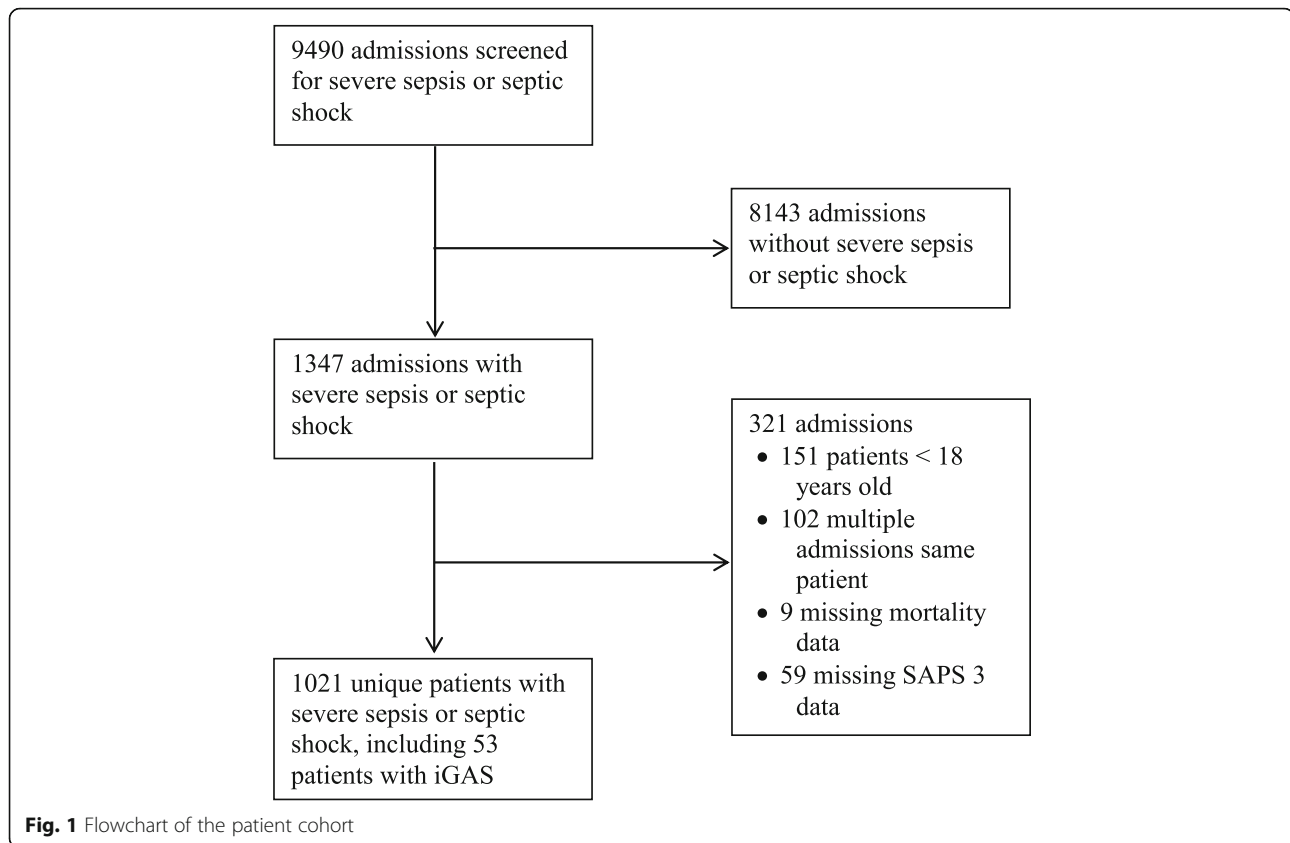 9490 admissions screened
for severe sepsis or septic
shock
8143 admissions
without severe sepsis
or septic shock
1347 admissions with
severe sepsis or septic
shock
321 admissions
• 151 patients < 18
years old
• 102 multiple
admissions same
patient
• 9 missing mortality
data
• 59 missing SAPS 3
data
1021 unique patients with
severe sepsis or septic
shock, including 53
patients with iGAS
Fig. 1 Flowchart of the patient cohort